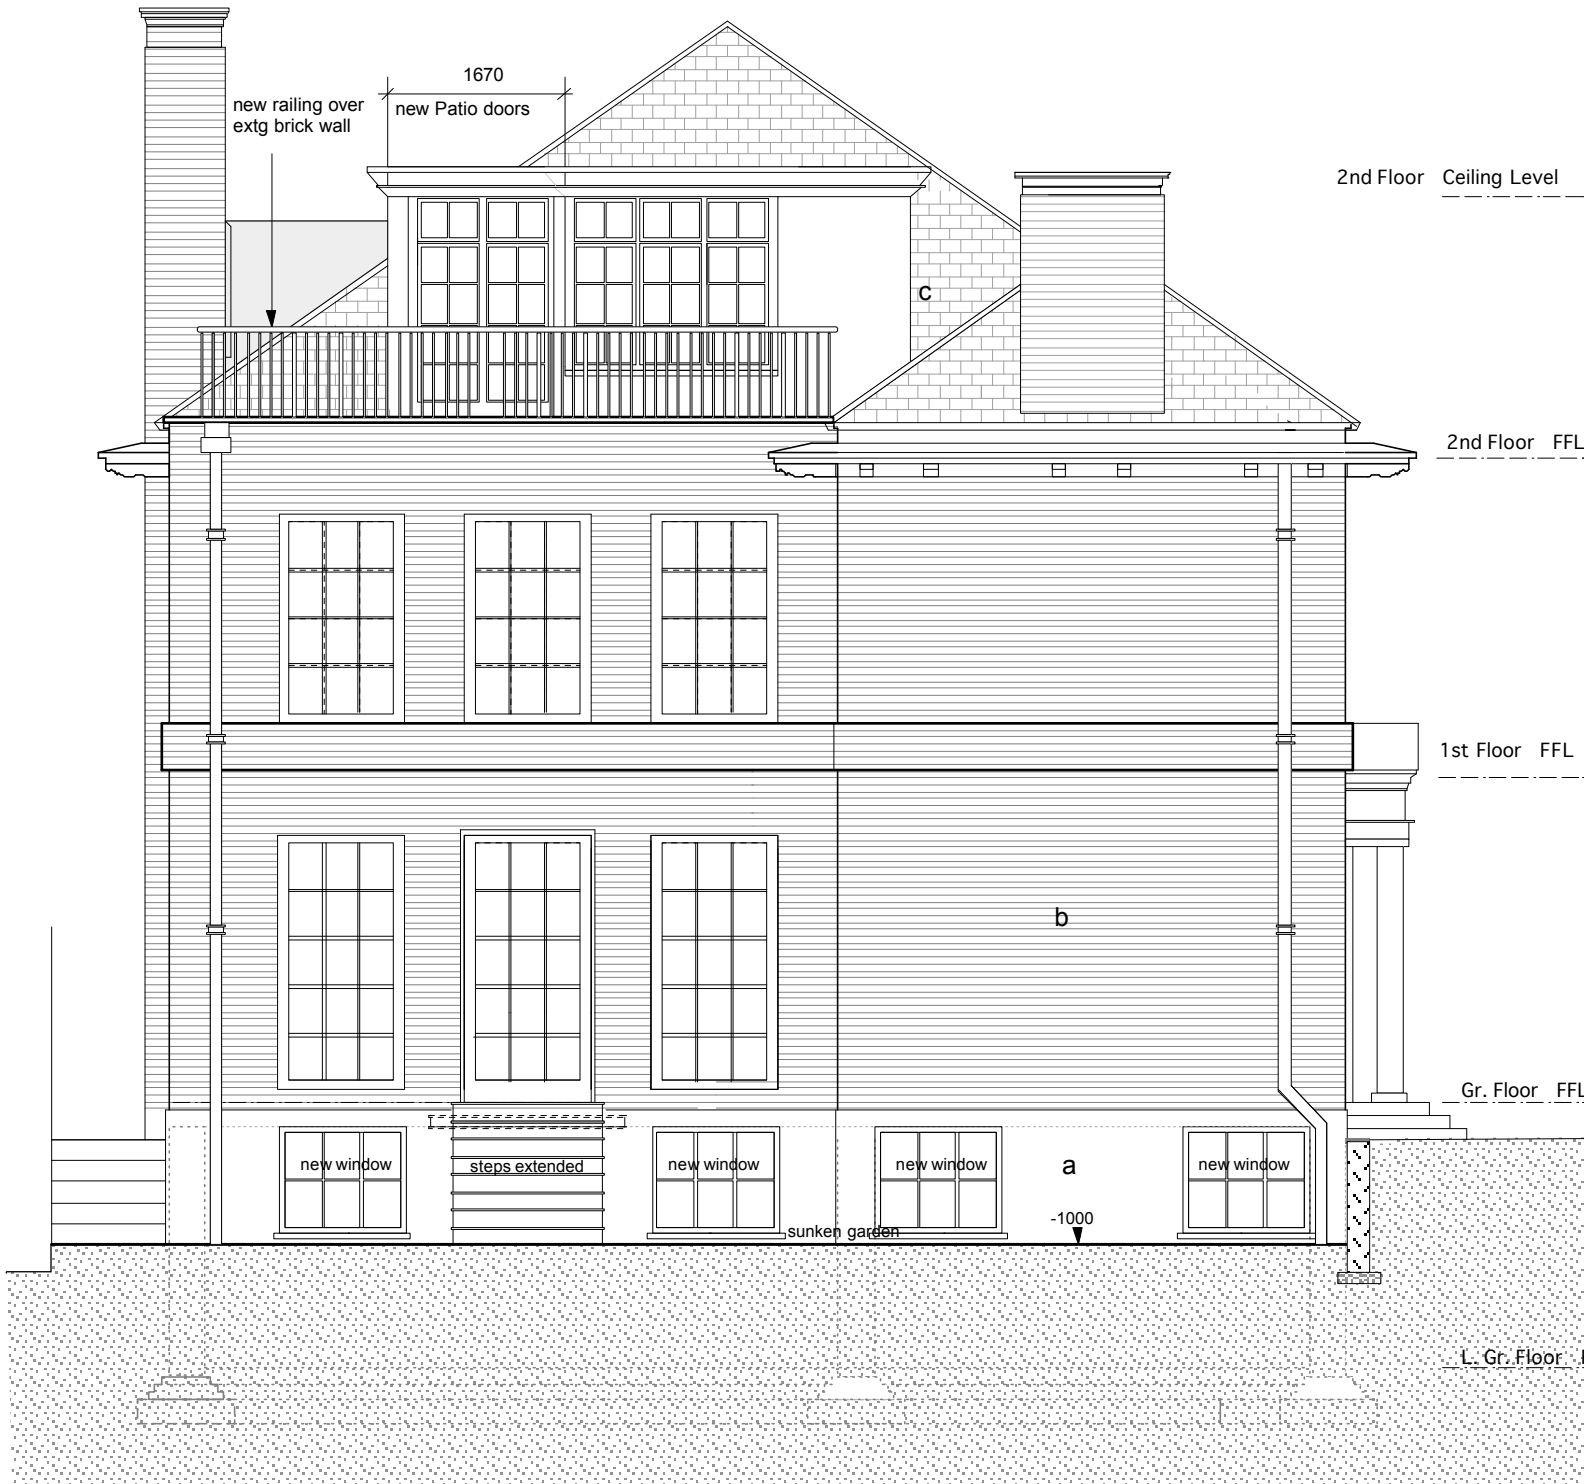 1670
new railing over
extg brick wall
new Patio doors
2nd Floor Ceiling Level
c
2nd Floor FFL
1st Floor FFL
b
Gr. Floor FFL
new window
steps extended
new window
new window
a
new window
-1000
sunken garden
L. Gr. Floor